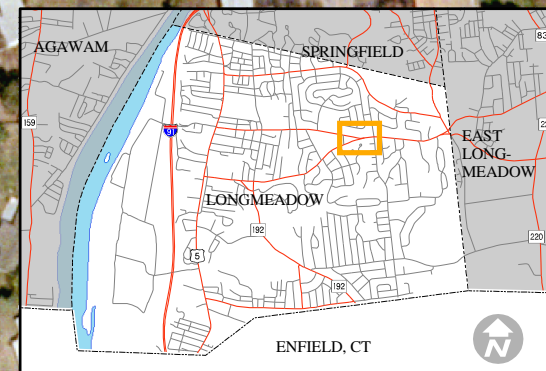 AGAWAM
SPRINGFIELD
83
159
91
EAST
LONG-
MEADOW
LONGMEADOW
192
220
5
192
ENFIELD, CT
N